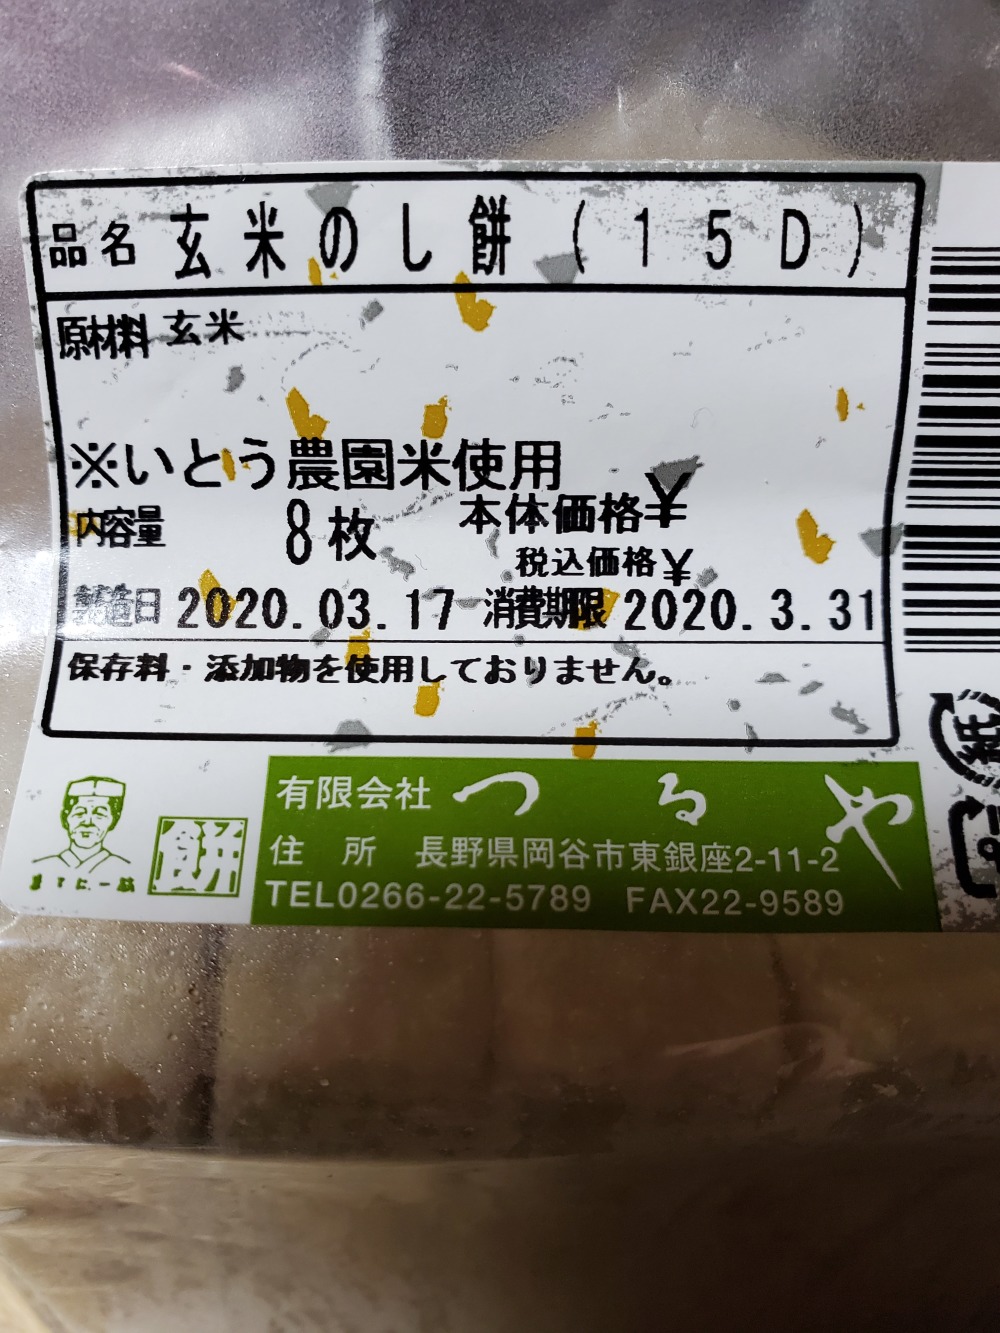 品名 玄米のし餅(15D)
原材料 玄米
※いとう農園米使用
内容量 8枚 本体価格¥
税込価格¥
製造日 2020.03.17 消費期限 2020.3.31
保存料・添加物を使用しておりません。
有限会社 つるや
餅
住 所 長野県岡谷市東銀座2-11-2
TEL0266-22-5789 FAX22-9589
紙